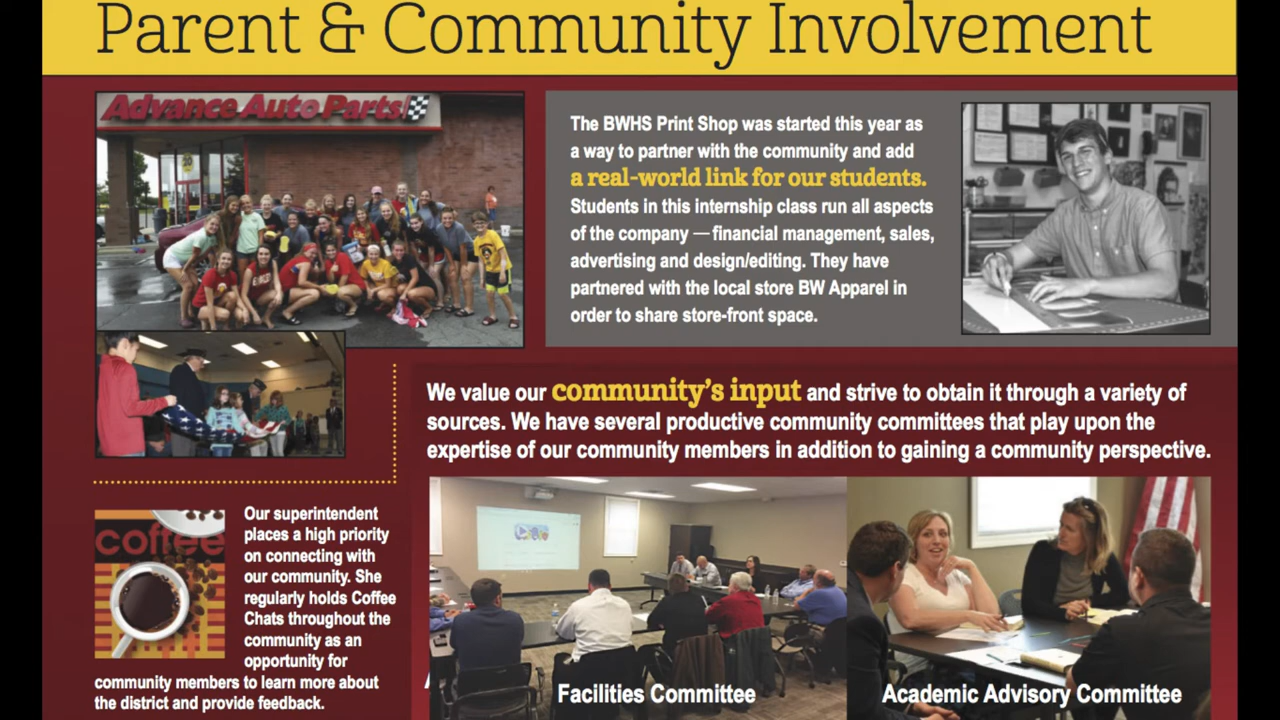 Parent & Community Involvement
Advance Auto Parts
The BWHS Print Shop was started this year as
a way to partner with the community and add
a real-world link for our students.
Students in this internship class run all aspects
of the company — financial management, sales,
advertising and design/editing. They have
partnered with the local store BW Apparel in
order to share store-front space.
We value our community's input and strive to obtain it through a variety of
sources. We have several productive community committees that play upon the
expertise of our community members in addition to gaining a community perspective.
coffee
Our superintendent
places a high priority
on connecting with
our community. She
regularly holds Coffee
Chats throughout the
community as an
opportunity for
community members to learn more about
the district and provide feedback.
Facilities Committee
Academic Advisory Committee